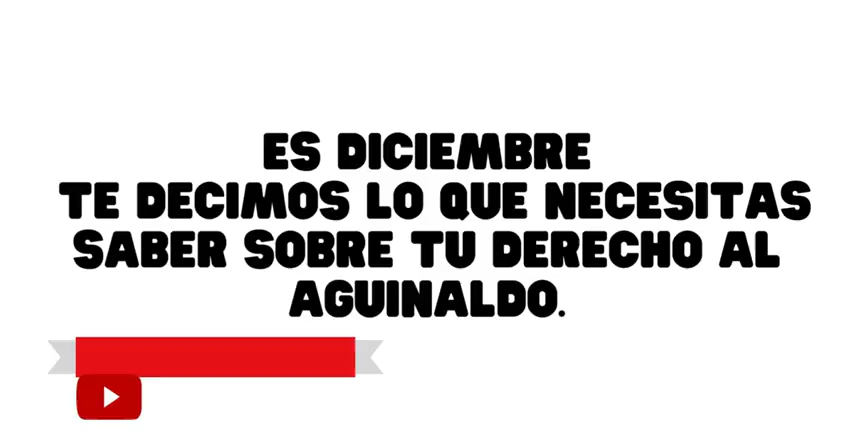 ES DICIEMBRE
TE DECIMOS LO QUE NECESITAS
SABER SOBRE TU DERECHO AL
AGUINALDO.